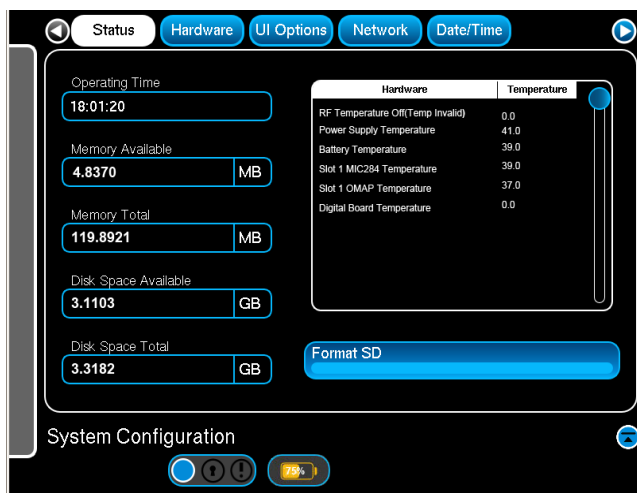 Status Hardware UI Options Network Date/Time
Operating Time
18:01:20
Memory Available
4.8370 MB
Memory Total
119.8921 MB
Disk Space Available
3.1103 GB
Disk Space Total
3.3182 GB
Hardware Temperature
RF Temperature Off(Temp Invalid) 0.0
Power Supply Temperature 41.0
Battery Temperature 39.0
Slot 1 MIC284 Temperature 39.0
Slot 1 OMAP Temperature 37.0
Digital Board Temperature 0.0
Format SD
System Configuration
75%